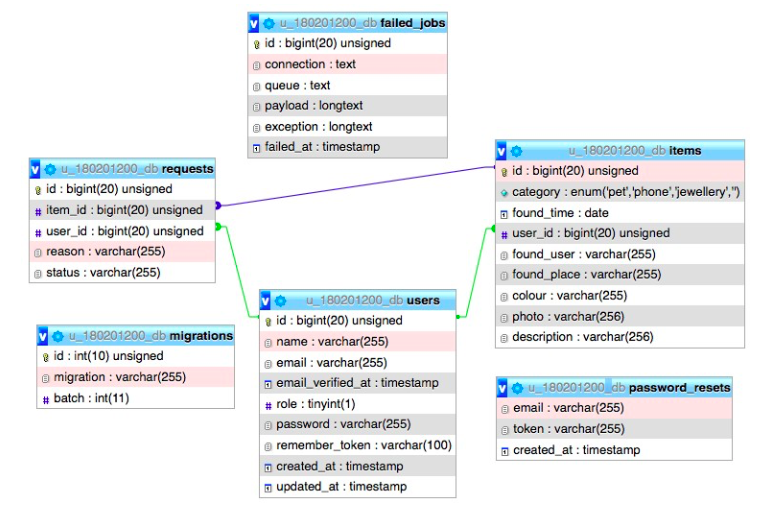 u_180201200_db failed_jobs
id : bigint(20) unsigned
connection : text
queue : text
payload : longtext
exception : longtext
failed_at : timestamp
u_180201200_db requests
id : bigint(20) unsigned
item_id : bigint(20) unsigned
user_id : bigint(20) unsigned
reason : varchar(255)
status : varchar(255)
u_180201200_db items
id : bigint(20) unsigned
category : enum('pet','phone','jewellery','')
found_time : date
user_id : bigint(20) unsigned
found_user : varchar(255)
found_place : varchar(255)
colour : varchar(255)
photo : varchar(256)
description : varchar(256)
u_180201200_db users
id : bigint(20) unsigned
name : varchar(255)
email : varchar(255)
email_verified_at : timestamp
role : tinyint(1)
password : varchar(255)
remember_token : varchar(100)
created_at : timestamp
updated_at : timestamp
u_180201200_db migrations
id : int(10) unsigned
migration : varchar(255)
batch : int(11)
u_180201200_db password_resets
email : varchar(255)
token : varchar(255)
created_at : timestamp